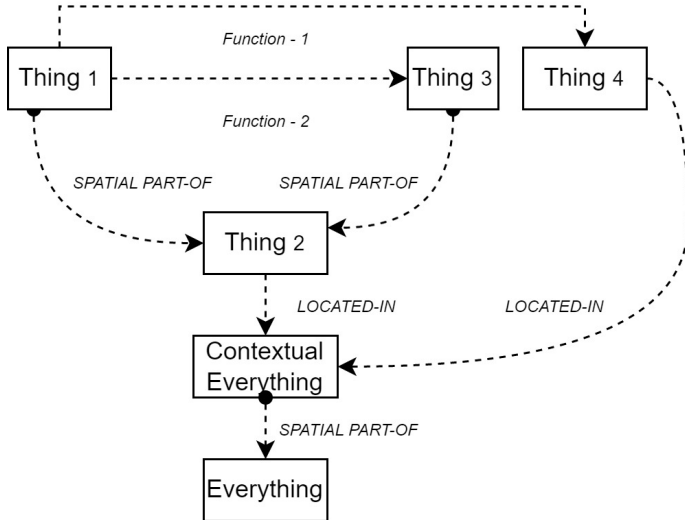 Function - 1
Thing 1
Thing 3
Thing 4
Function - 2
SPATIAL PART-OF
SPATIAL PART-OF
Thing 2
LOCATED-IN
LOCATED-IN
Contextual
Everything
SPATIAL PART-OF
Everything